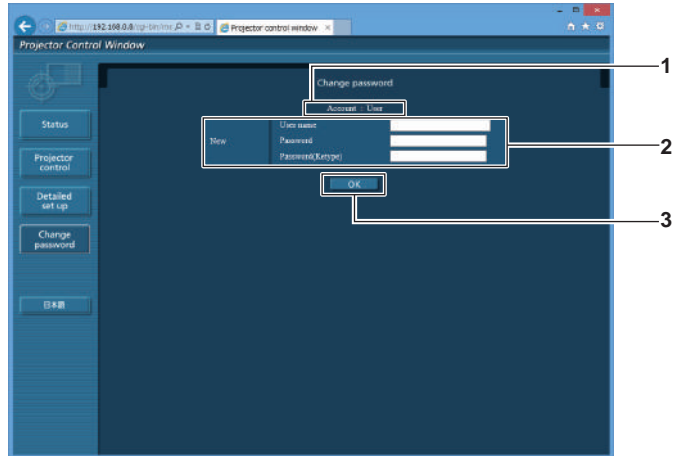 http://192.168.0.8/cgi-bin/me
Projector control window
Projector Control Window
1
Change password
Account : User
Status
User name
New
Password
2
Projector
control
Password(Retype)
OK
Detailed
set up
3
Change
password
日本語